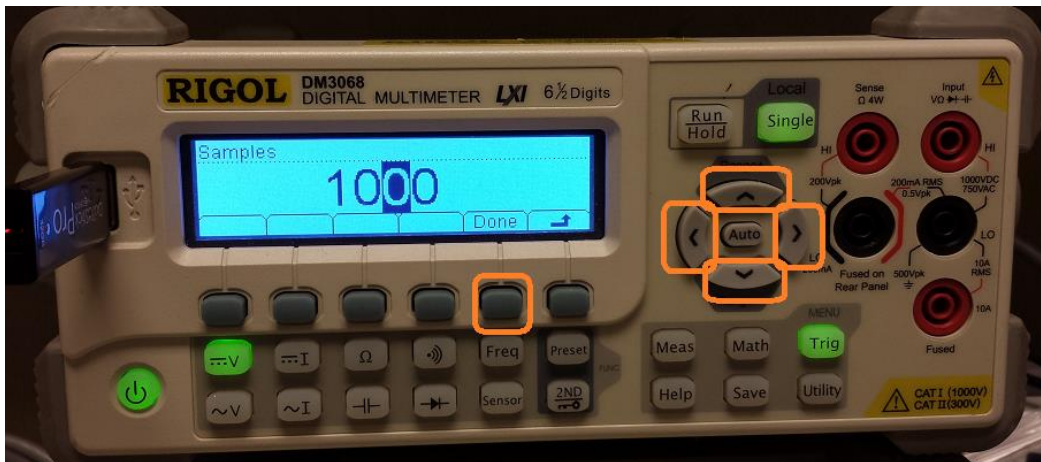 RIGOL
DM3068
DIGITAL MULTIMETER
LXI
6½ Digits
Samples
1000
Done
Run
Hold
Local
Single
Auto
Sense
Ω 4W
Input
HI
HI
200Vpk
200mA RMS
0.5Vpk
1000VDC
750VAC
LO
Fused on
Rear Panel
500Vpk
10A
RMS
10A
Fused
MENU
Meas
Math
Trig
Help
Save
Utility
V
I
Ω
Freq
Preset
FUNC
~V
~I
Sensor
2ND
CAT I (1000V)
CAT II(300V)